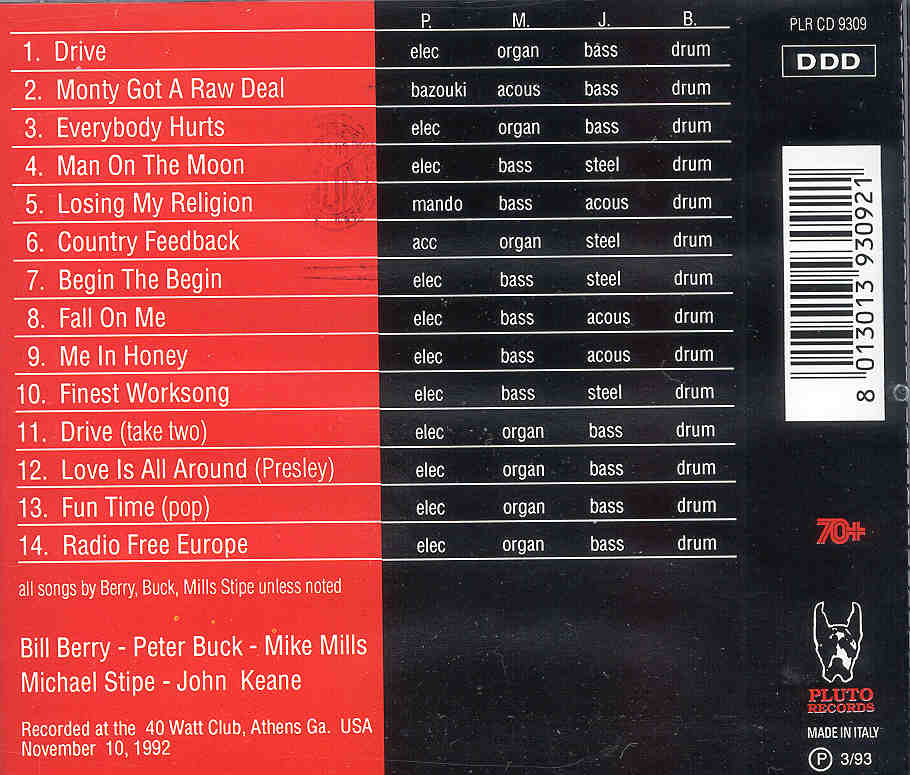 P. M. J. B.
1. Drive elec organ bass drum
2. Monty Got A Raw Deal bazouki acous bass drum
3. Everybody Hurts elec organ bass drum
4. Man On The Moon elec bass steel drum
5. Losing My Religion mando bass acous drum
6. Country Feedback acc organ steel drum
7. Begin The Begin elec bass steel drum
8. Fall On Me elec bass acous drum
9. Me In Honey elec bass acous drum
10. Finest Worksong elec bass steel drum
11. Drive (take two) elec organ bass drum
12. Love Is All Around (Presley) elec organ bass drum
13. Fun Time (pop) elec organ bass drum
14. Radio Free Europe elec organ bass drum
all songs by Berry, Buck, Mills Stipe unless noted
Bill Berry - Peter Buck - Mike Mills
Michael Stipe - John Keane
Recorded at the 40 Watt Club, Athens Ga. USA
November 10, 1992
PLR CD 9309
DDD
8 013013 930921
70+
PLUTO
RECORDS
MADE IN ITALY
Ⓟ 3/93